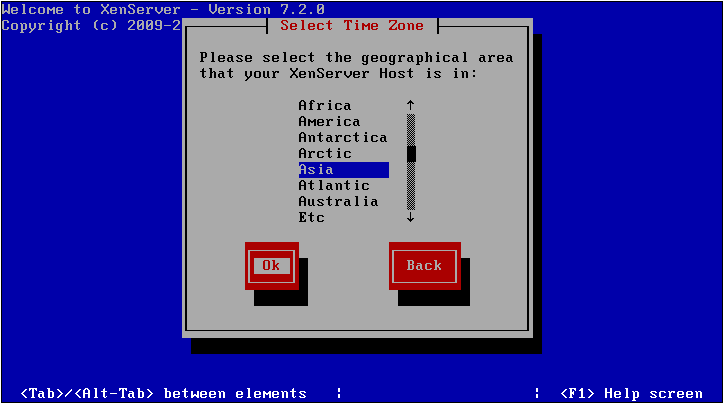 Welcome to XenServer - Version 7.2.0
Copyright (c) 2009-2
Select Time Zone
Please select the geographical area
that your XenServer Host is in:
Africa ↑
America
Antarctica
Arctic
Asia
Atlantic
Australia
Etc ↓
Ok Back
<Tab>/<Alt-Tab> between elements ¦ ¦ <F1> Help screen